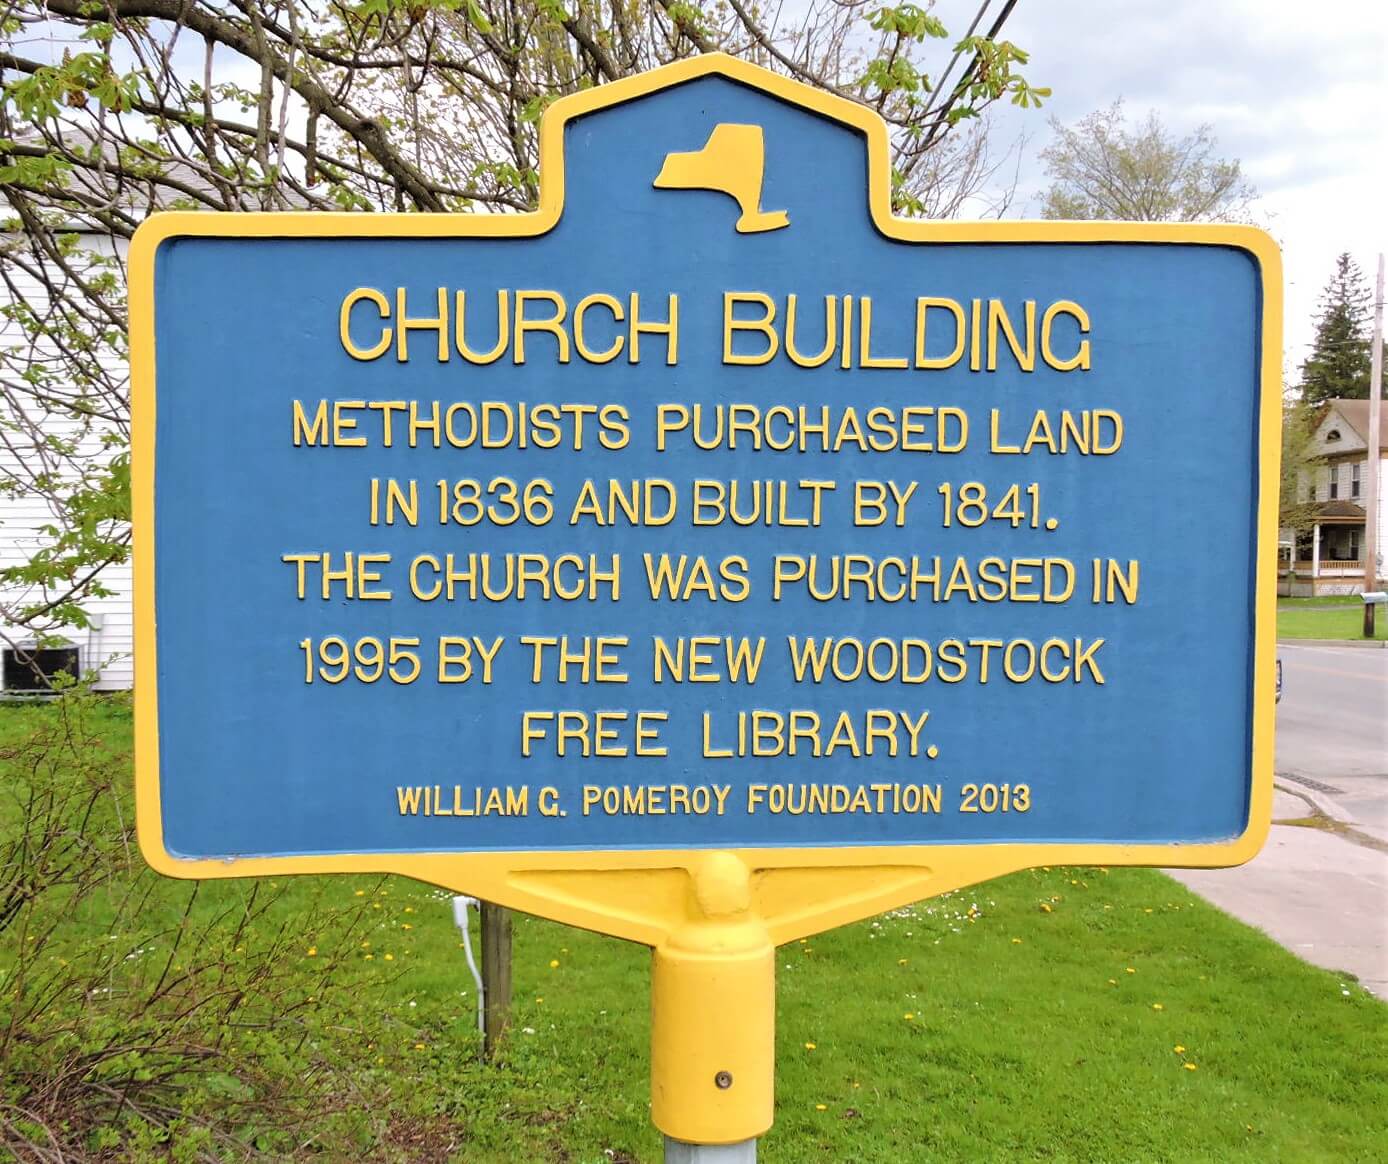 CHURCH BUILDING
METHODISTS PURCHASED LAND
IN 1836 AND BUILT BY 1841.
THE CHURCH WAS PURCHASED IN
1995 BY THE NEW WOODSTOCK
FREE LIBRARY.
WILLIAM G. POMEROY FOUNDATION 2013